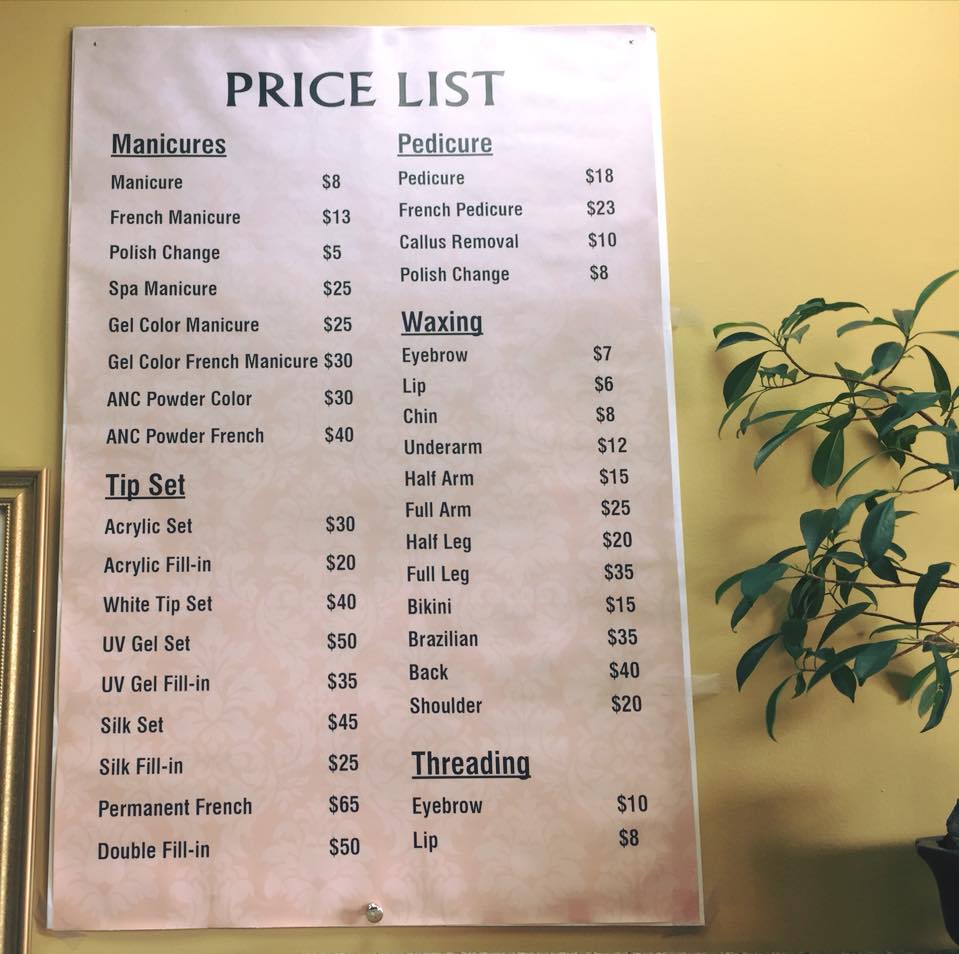 PRICE LIST
Manicures
Manicure $8
French Manicure $13
Polish Change $5
Spa Manicure $25
Gel Color Manicure $25
Gel Color French Manicure $30
ANC Powder Color $30
ANC Powder French $40
Tip Set
Acrylic Set $30
Acrylic Fill-in $20
White Tip Set $40
UV Gel Set $50
UV Gel Fill-in $35
Silk Set $45
Silk Fill-in $25
Permanent French $65
Double Fill-in $50
Pedicure
Pedicure $18
French Pedicure $23
Callus Removal $10
Polish Change $8
Waxing
Eyebrow $7
Lip $6
Chin $8
Underarm $12
Half Arm $15
Full Arm $25
Half Leg $20
Full Leg $35
Bikini $15
Brazilian $35
Back $40
Shoulder $20
Threading
Eyebrow $10
Lip $8